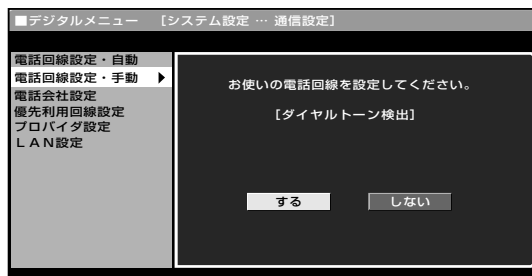 ■デジタルメニュー　[システム設定 … 通信設定]
電話回線設定・自動
電話回線設定・手動 ▶
電話会社設定
優先利用回線設定
プロバイダ設定
ＬＡＮ設定
お使いの電話回線を設定してください。
[ダイヤルトーン検出]
する　しない